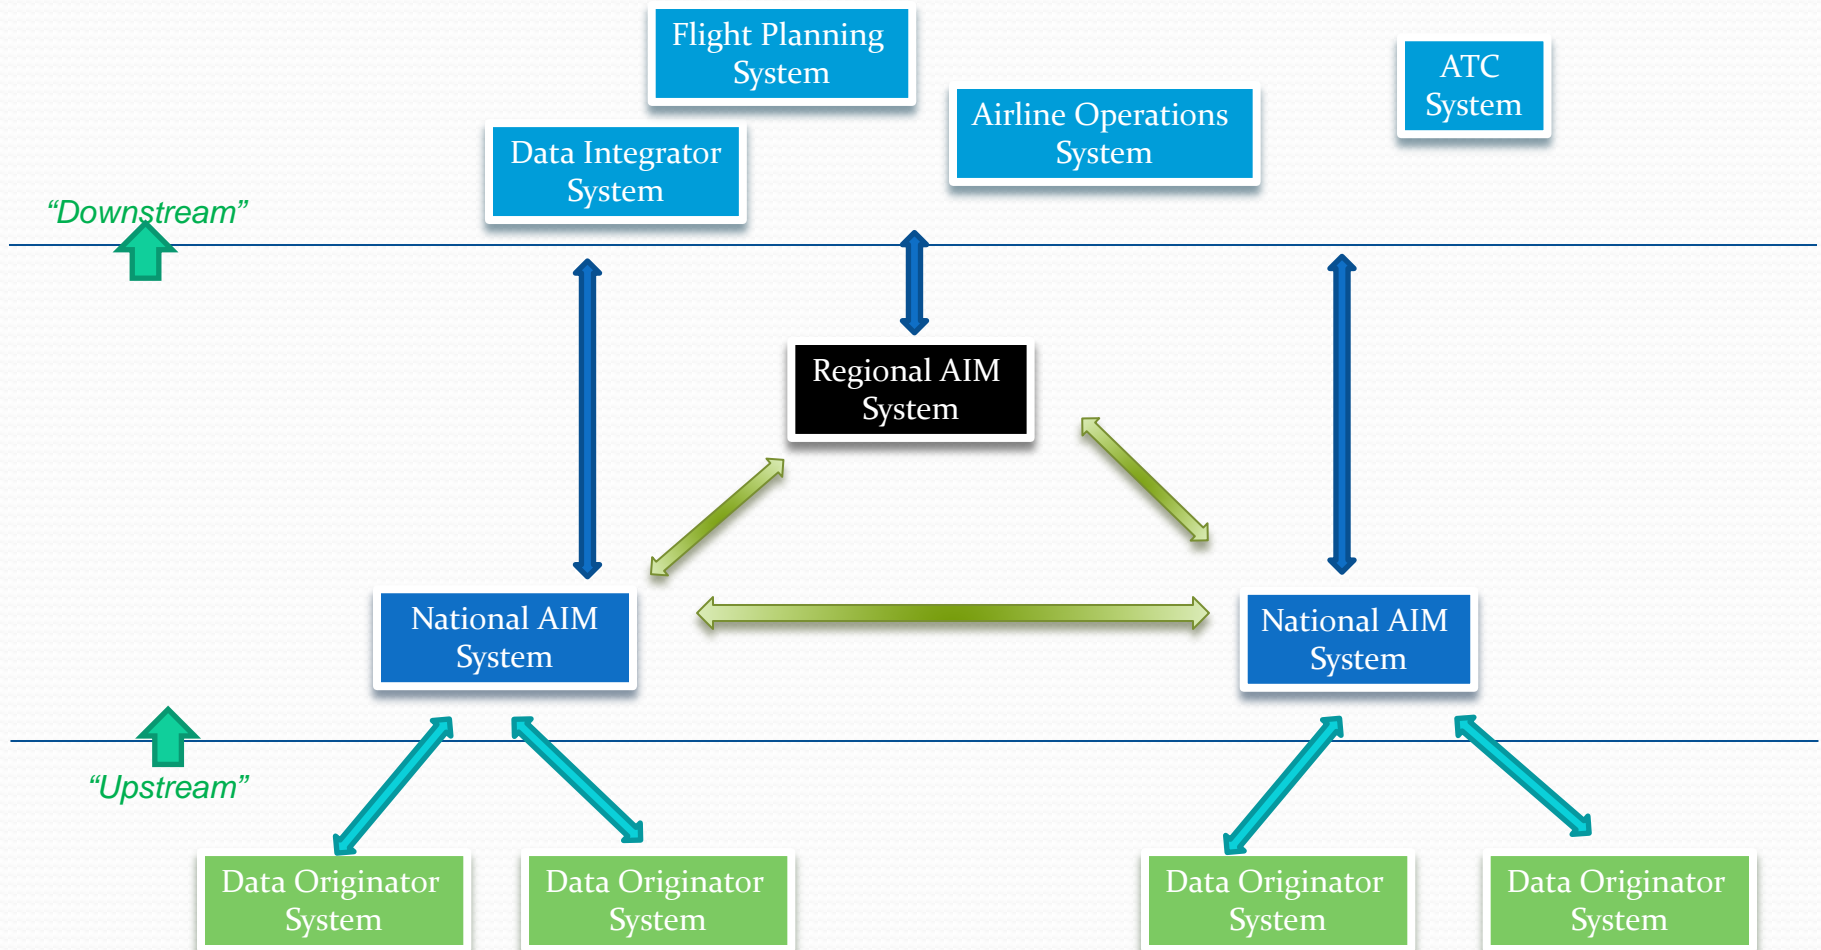 Flight Planning
System
ATC
System
Airline Operations
System
Data Integrator
System
“Downstream”
Regional AIM
System
National AIM
System
National AIM
System
“Upstream”
Data Originator
System
Data Originator
System
Data Originator
System
Data Originator
System